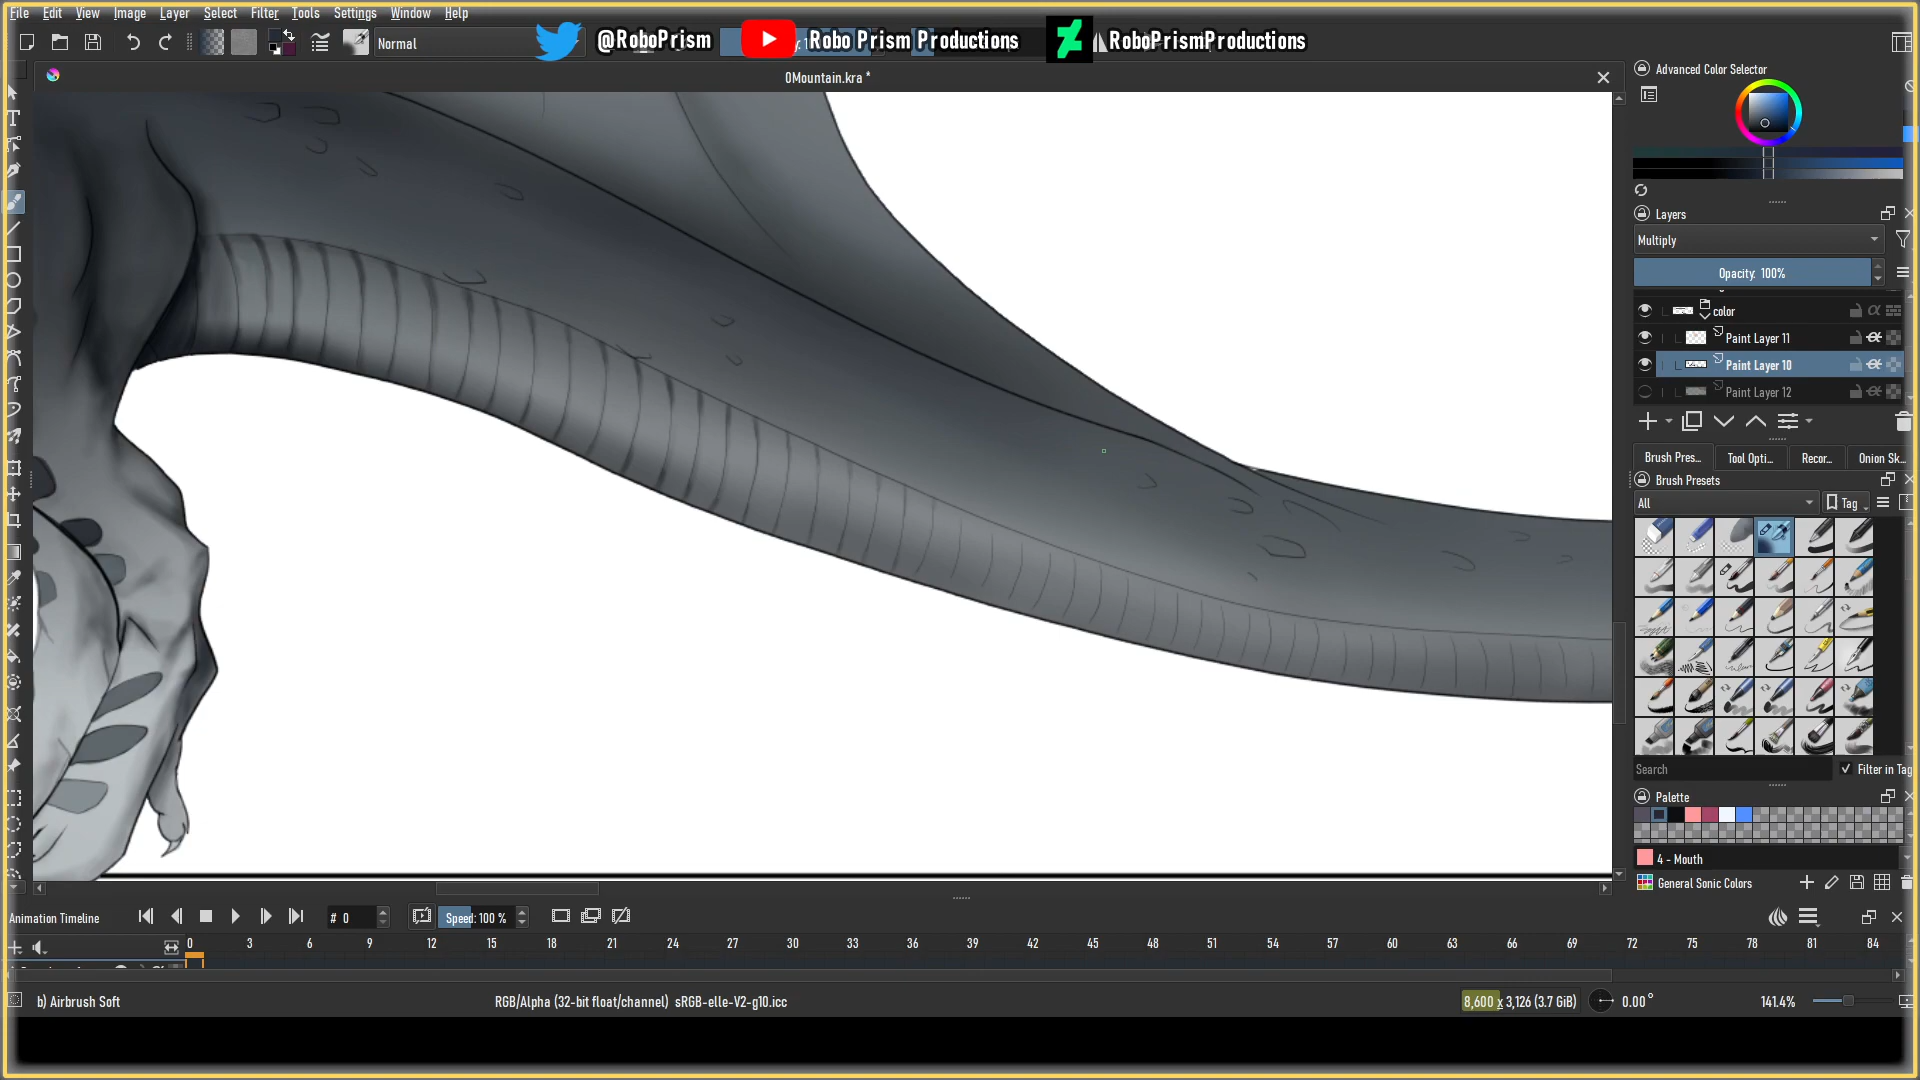 File Edit View Image Layer Select Filter Tools Settings Window Help
Normal
@RoboPrism Robo Prism Productions RoboPrismProductions
0Mountain.kra *
Advanced Color Selector
Layers
Multiply
Opacity: 100%
color
Paint Layer 11
Paint Layer 10
Paint Layer 12
Brush Pres... Tool Opti... Recor... Onion Sk...
Brush Presets
All Tag
Search Filter in Tag
Palette
4 - Mouth
General Sonic Colors
Animation Timeline # 0 Speed: 100 %
0 3 6 9 12 15 18 21 24 27 30 33 36 39 42 45 48 51 54 57 60 63 66 69 72 75 78 81 84
b) Airbrush Soft RGB/Alpha (32-bit float/channel) sRGB-elle-V2-g10.icc 8,600 x 3,126 (3.7 GiB) 0.00° 141.4%